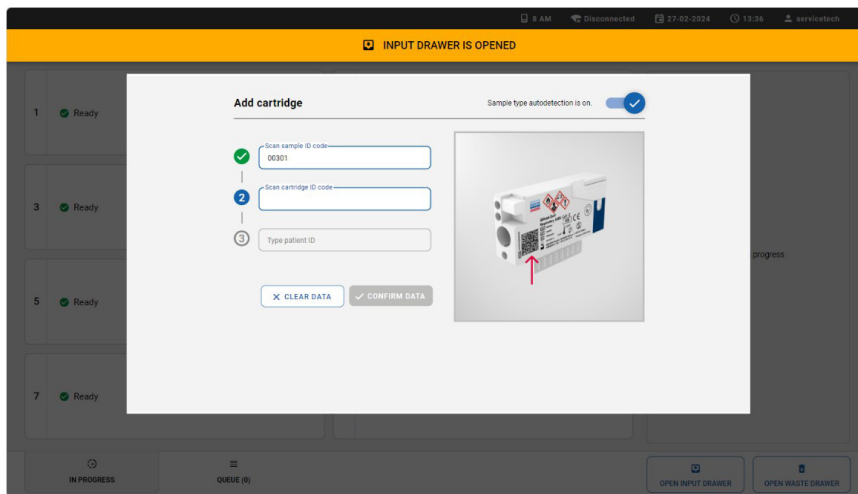 8 AM Disconnected 27-02-2024 13:36 servicetech
INPUT DRAWER IS OPENED
Add cartridge
Sample type autodetection is on.
1 Ready
Scan sample ID code
00301
2
Scan cartridge ID code
3 Ready
3
Type patient ID
progress
5 Ready
CLEAR DATA
CONFIRM DATA
7 Ready
IN PROGRESS
QUEUE (0)
OPEN INPUT DRAWER
OPEN WASTE DRAWER